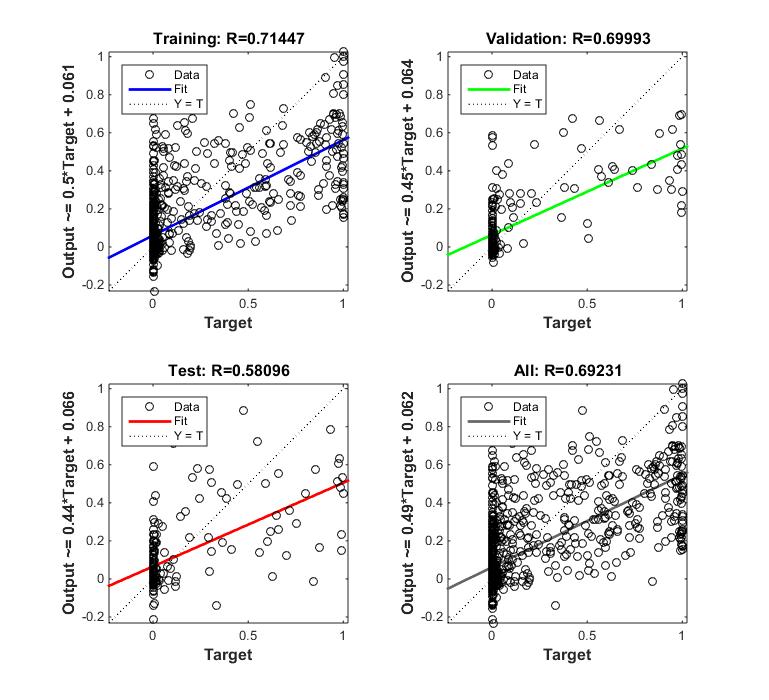 Training: R=0.71447
Output ~= 0.5*Target + 0.061
1
0.8
0.6
0.4
0.2
0
-0.2
Data
Fit
Y = T
0
0.5
1
Target
Validation: R=0.69993
Output ~= 0.45*Target + 0.064
1
0.8
0.6
0.4
0.2
0
-0.2
Data
Fit
Y = T
0
0.5
1
Target
Test: R=0.58096
Output ~= 0.44*Target + 0.066
1
0.8
0.6
0.4
0.2
0
-0.2
Data
Fit
Y = T
0
0.5
1
Target
All: R=0.69231
Output ~= 0.49*Target + 0.062
1
0.8
0.6
0.4
0.2
0
-0.2
Data
Fit
Y = T
0
0.5
1
Target